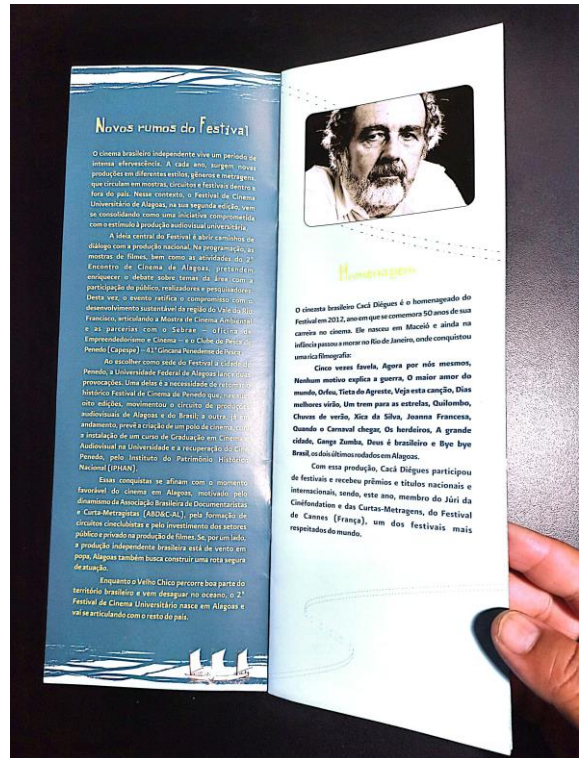 Novos rumos do Festival
O cinema brasileiro independente vive um período de
intensa efervescência. A cada ano, surgem novas
produções em diferentes estilos, gêneros e metragens,
que circulam em mostras, circuitos e festivais dentro e
fora do país. Nesse contexto, o Festival de Cinema
Universitário de Alagoas, na sua segunda edição, vem
se consolidando como uma iniciativa comprometida
com o estímulo à produção audiovisual universitária.
A ideia central do Festival é abrir caminhos de
diálogo com a produção nacional. Na programação, as
mostras de filmes, bem como as atividades do 2º
Encontro de Cinema de Alagoas, pretendem
enriquecer o debate sobre temas da área com a
participação do público, realizadores e pesquisadores.
Desta vez, o evento ratifica o compromisso com o
desenvolvimento sustentável da região do Vale do Rio
Francisco, articulando a Mostra de Cinema Ambiental
e as parcerias com o Sebrae – oficina de
Empreendedorismo e Cinema – e o Clube de Pesca de
Penedo (Capespe) – 41ª Gincana Penedense de Pesca.
Ao escolher como sede do Festival a cidade de
Penedo, a Universidade Federal de Alagoas lança duas
provocações. Uma delas é a necessidade de retomar o
histórico Festival de Cinema de Penedo que, nas suas
oito edições, movimentou o circuito de produções
audiovisuais de Alagoas e do Brasil; a outra, já em
andamento, prevê a criação de um polo de cinema, com
a instalação de um curso de Graduação em Cinema e
Audiovisual na Universidade e a recuperação do Cine
Penedo, pelo Instituto do Patrimônio Histórico
Nacional (IPHAN).
Essas conquistas se afinam com o momento
favorável do cinema em Alagoas, motivado pelo
dinamismo da Associação Brasileira de Documentaristas
e Curta-Metragistas (ABD&C-AL), pela formação de
circuitos cineclubistas e pelo investimento dos setores
público e privado na produção de filmes. Se, por um lado,
a produção independente brasileira está de vento em
popa, Alagoas também busca construir uma rota segura
de atuação.
Enquanto o Velho Chico percorre boa parte do
território brasileiro e vem desaguar no oceano, o 2º
Festival de Cinema Universitário nasce em Alagoas e
vai se articulando com o resto do país.
Homenagem
O cineasta brasileiro Cacá Diégues é o homenageado do
Festival em 2012, ano em que se comemora 50 anos de sua
carreira no cinema. Ele nasceu em Maceió e ainda na
infância passou a morar no Rio de Janeiro, onde conquistou
uma rica filmografia:
Cinco vezes favela, Agora por nós mesmos,
Nenhum motivo explica a guerra, O maior amor do
mundo, Orfeu, Tieta do Agreste, Veja esta canção, Dias
melhores virão, Um trem para as estrelas, Quilombo,
Chuvas de verão, Xica da Silva, Joanna Francesa,
Quando o Carnaval chegar, Os herdeiros, A grande
cidade, Ganga Zumba, Deus é brasileiro e Bye bye
Brasil, os dois últimos rodados em Alagoas.
Com essa produção, Cacá Diégues participou
de festivais e recebeu prêmios e títulos nacionais e
internacionais, sendo, este ano, membro do Júri da
Cinéfondation e das Curtas-Metragens, do Festival
de Cannes (França), um dos festivais mais
respeitados do mundo.